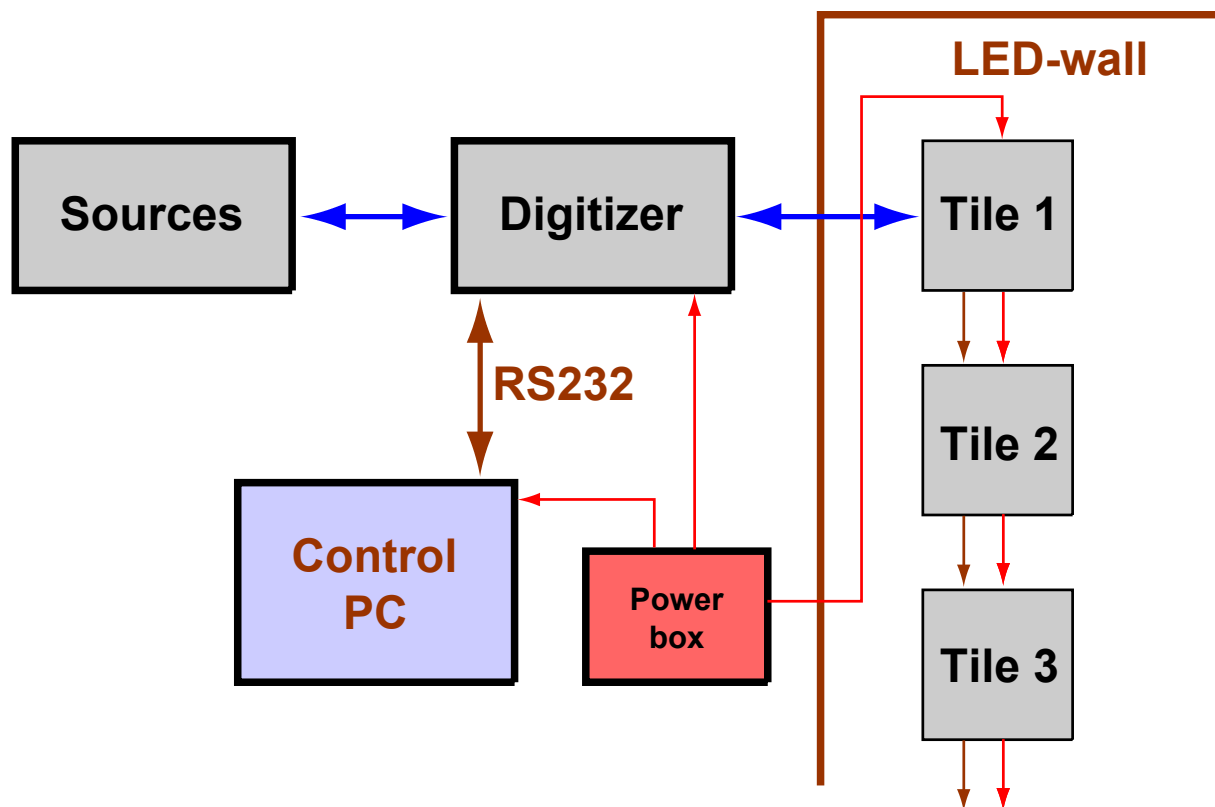 LED-wall
Sources
Digitizer
Tile 1
RS232
Tile 2
Control
PC
Power
box
Tile 3